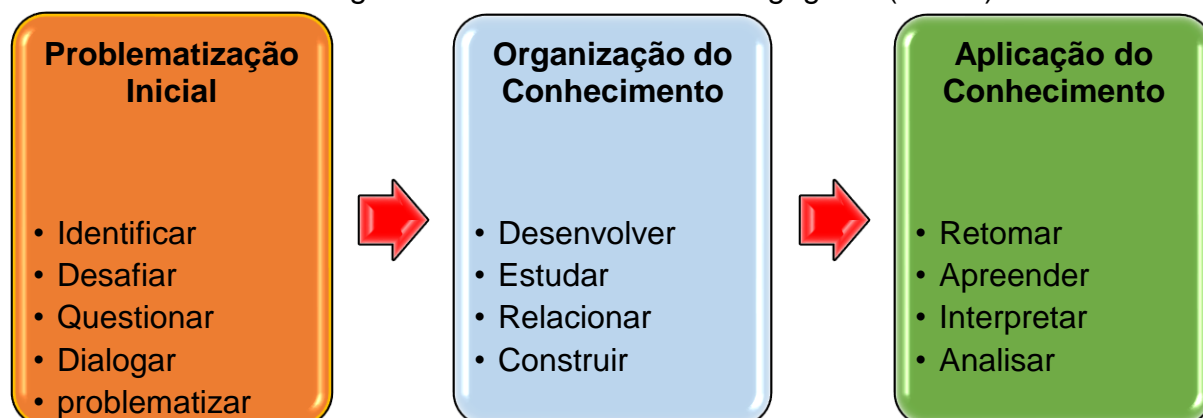 Problematização
Inicial
• Identificar
• Desafiar
• Questionar
• Dialogar
• problematizar
Organização do
Conhecimento
• Desenvolver
• Estudar
• Relacionar
• Construir
Aplicação do
Conhecimento
• Retomar
• Apreender
• Interpretar
• Analisar